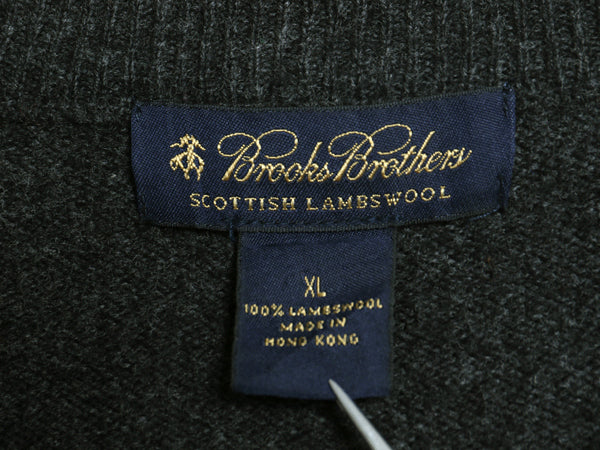 Brooks Brothers
SCOTTISH LAMBSWOOL
XL
100% LAMBSWOOL
MADE IN
HONG KONG